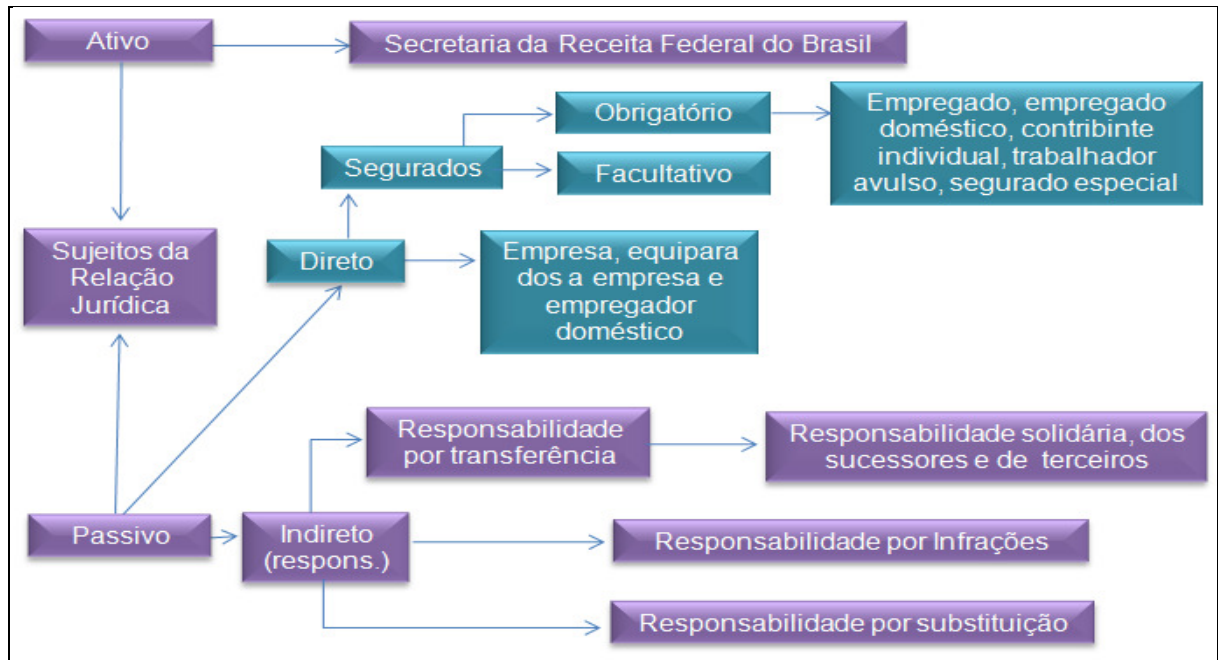 Ativo
Secretaria da Receita Federal do Brasil
Obrigatório
Empregado, empregado
doméstico, contribinte
individual, trabalhador
avulso, segurado especial
Segurados
Facultativo
Sujeitos da
Relação
Jurídica
Direto
Empresa, equipara
dos a empresa e
empregador
doméstico
Responsabilidade
por transferência
Responsabilidade solidária, dos
sucessores e de terceiros
Passivo
Indireto
(respons.)
Responsabilidade por Infrações
Responsabilidade por substituição